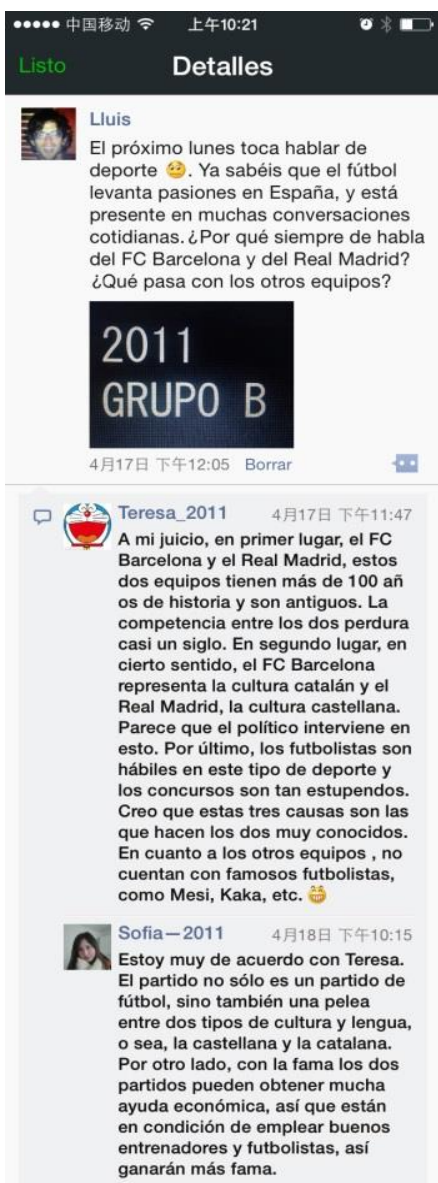 中国移动 上午10:21
Listo Detalles
Lluis
El próximo lunes toca hablar de
deporte 🤨. Ya sabéis que el fútbol
levanta pasiones en España, y está
presente en muchas conversaciones
cotidianas. ¿Por qué siempre de habla
del FC Barcelona y del Real Madrid?
¿Qué pasa con los otros equipos?
2011
GRUPO B
4月17日 下午12:05 Borrar
Teresa_2011 4月17日 下午11:47
A mi juicio, en primer lugar, el FC
Barcelona y el Real Madrid, estos
dos equipos tienen más de 100 añ
os de historia y son antiguos. La
competencia entre los dos perdura
casi un siglo. En segundo lugar, en
cierto sentido, el FC Barcelona
representa la cultura catalán y el
Real Madrid, la cultura castellana.
Parece que el político interviene en
esto. Por último, los futbolistas son
hábiles en este tipo de deporte y
los concursos son tan estupendos.
Creo que estas tres causas son las
que hacen los dos muy conocidos.
En cuanto a los otros equipos , no
cuentan con famosos futbolistas,
como Mesi, Kaka, etc. 😁
Sofia—2011 4月18日 下午10:15
Estoy muy de acuerdo con Teresa.
El partido no sólo es un partido de
fútbol, sino también una pelea
entre dos tipos de cultura y lengua,
o sea, la castellana y la catalana.
Por otro lado, con la fama los dos
partidos pueden obtener mucha
ayuda económica, así que están
en condición de emplear buenos
entrenadores y futbolistas, así
ganarán más fama.